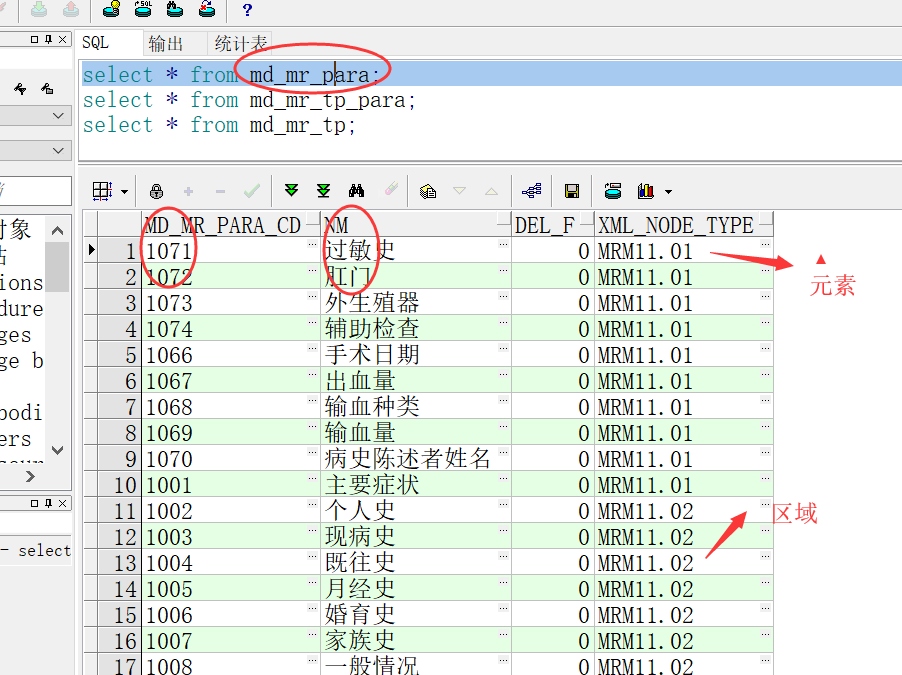 SQL 输出 统计表
select * from md_mr_para;
select * from md_mr_tp_para;
select * from md_mr_tp;
MD_MR_PARA_CD NM DEL_F XML_NODE_TYPE
1 1071 过敏史 0 MRM11.01
2 1072 肛门 0 MRM11.01
3 1073 外生殖器 0 MRM11.01
4 1074 辅助检查 0 MRM11.01
5 1066 手术日期 0 MRM11.01
6 1067 出血量 0 MRM11.01
7 1068 输血种类 0 MRM11.01
8 1069 输血量 0 MRM11.01
9 1070 病史陈述者姓名 0 MRM11.01
10 1001 主要症状 0 MRM11.01
11 1002 个人史 0 MRM11.02
12 1003 现病史 0 MRM11.02
13 1004 既往史 0 MRM11.02
14 1005 月经史 0 MRM11.02
15 1006 婚育史 0 MRM11.02
16 1007 家族史 0 MRM11.02
17 1008 一般情况 0 MRM11.02
元素
区域
对象
ions
dure
ges
ge b
bodi
ers
- select